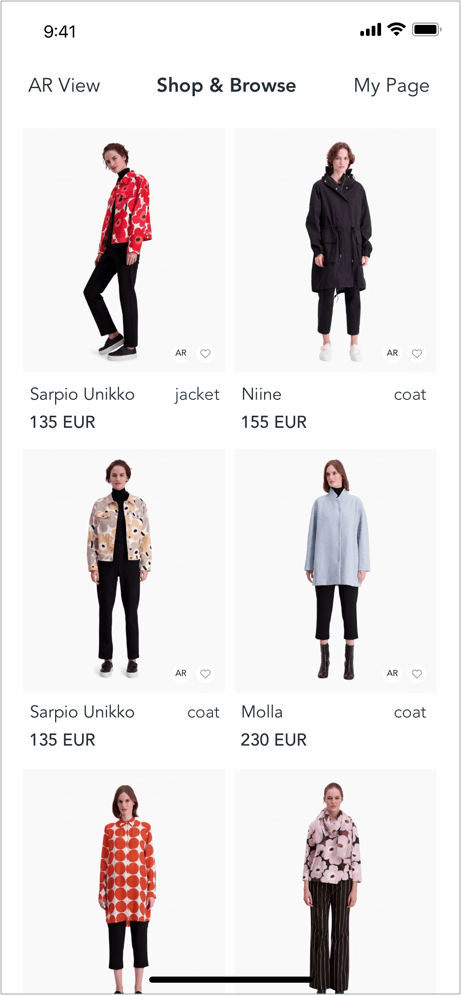 9:41
AR View Shop & Browse My Page
AR AR
Sarpio Unikko jacket Niine coat
135 EUR 155 EUR
AR AR
Sarpio Unikko coat Molla coat
135 EUR 230 EUR